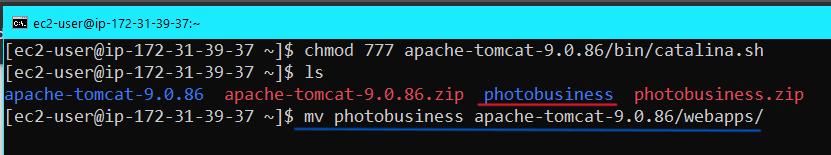 ec2-user@ip-172-31-39-37:~
[ec2-user@ip-172-31-39-37 ~]$ chmod 777 apache-tomcat-9.0.86/bin/catalina.sh
[ec2-user@ip-172-31-39-37 ~]$ ls
apache-tomcat-9.0.86  apache-tomcat-9.0.86.zip  photobusiness  photobusiness.zip
[ec2-user@ip-172-31-39-37 ~]$ mv photobusiness apache-tomcat-9.0.86/webapps/